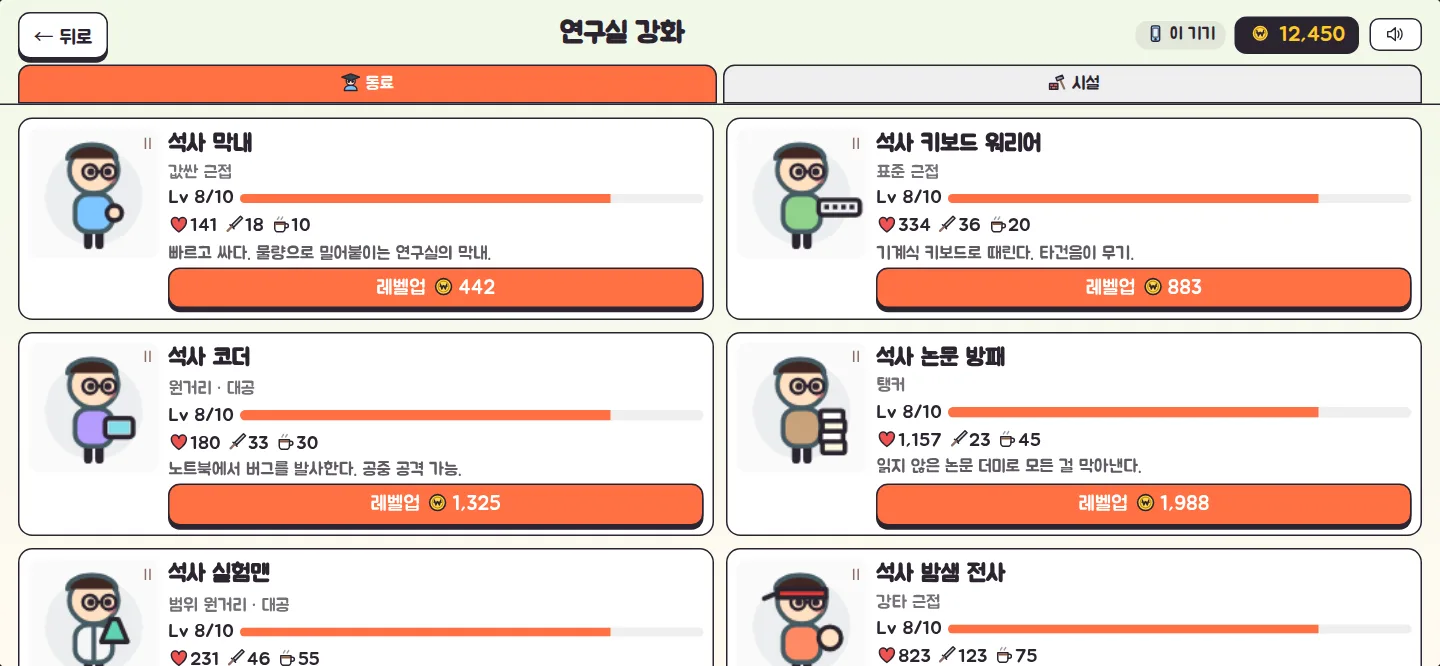 ← 뒤로
연구실 강화
이 기기
12,450
동료
시설
석사 막내
값싼 근접
Lv 8/10
141 18 10
빠르고 싸다. 물량으로 밀어붙이는 연구실의 막내.
레벨업 442
석사 키보드 워리어
표준 근접
Lv 8/10
334 36 20
기계식 키보드로 때린다. 타건음이 무기.
레벨업 883
석사 코더
원거리 · 대공
Lv 8/10
180 33 30
노트북에서 버그를 발사한다. 공중 공격 가능.
레벨업 1,325
석사 논문 방패
탱커
Lv 8/10
1,157 23 45
읽지 않은 논문 더미로 모든 걸 막아낸다.
레벨업 1,988
석사 실험맨
범위 원거리 · 대공
Lv 8/10
231 46 55
석사 밤샘 전사
강타 근접
Lv 8/10
823 123 75